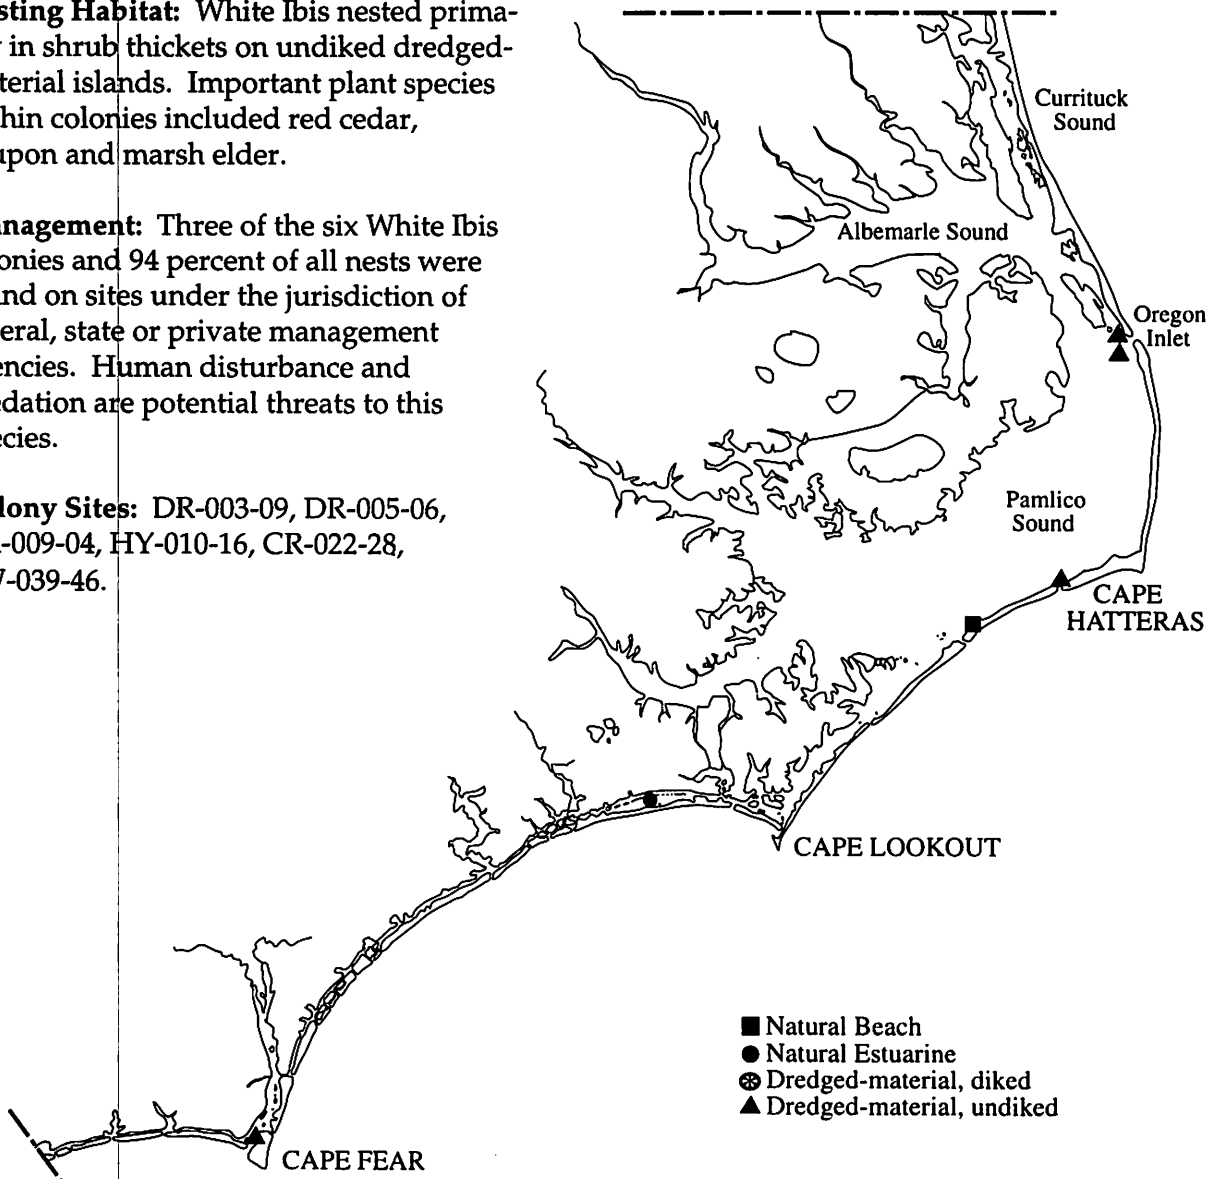 sting Habitat: White Ibis nested prima-
in shrub thickets on undiked dredged-
terial islands. Important plant species
hin colonies included red cedar,
upon and marsh elder.
nagement: Three of the six White Ibis
onies and 94 percent of all nests were
und on sites under the jurisdiction of
eral, state or private management
encies. Human disturbance and
edation are potential threats to this
ecies.
lony Sites: DR-003-09, DR-005-06,
-009-04, HY-010-16, CR-022-28,
-039-46.
Currituck
Sound
Albemarle Sound
Oregon
Inlet
Pamlico
Sound
CAPE
HATTERAS
CAPE LOOKOUT
CAPE FEAR
Natural Beach
Natural Estuarine
Dredged-material, diked
Dredged-material, undiked